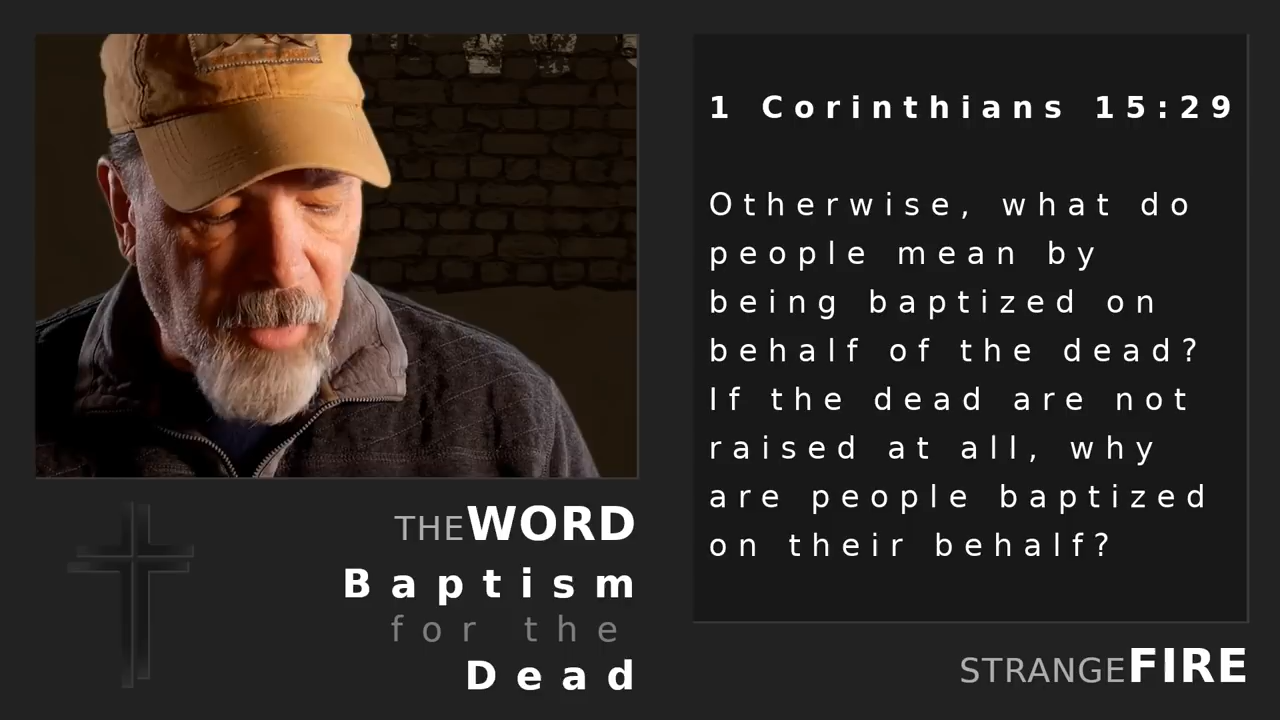 1 Corinthians 15:29
Otherwise, what do
people mean by
being baptized on
behalf of the dead?
If the dead are not
raised at all, why
are people baptized
on their behalf?
THEWORD
Baptism
for the
Dead
STRANGEFIRE